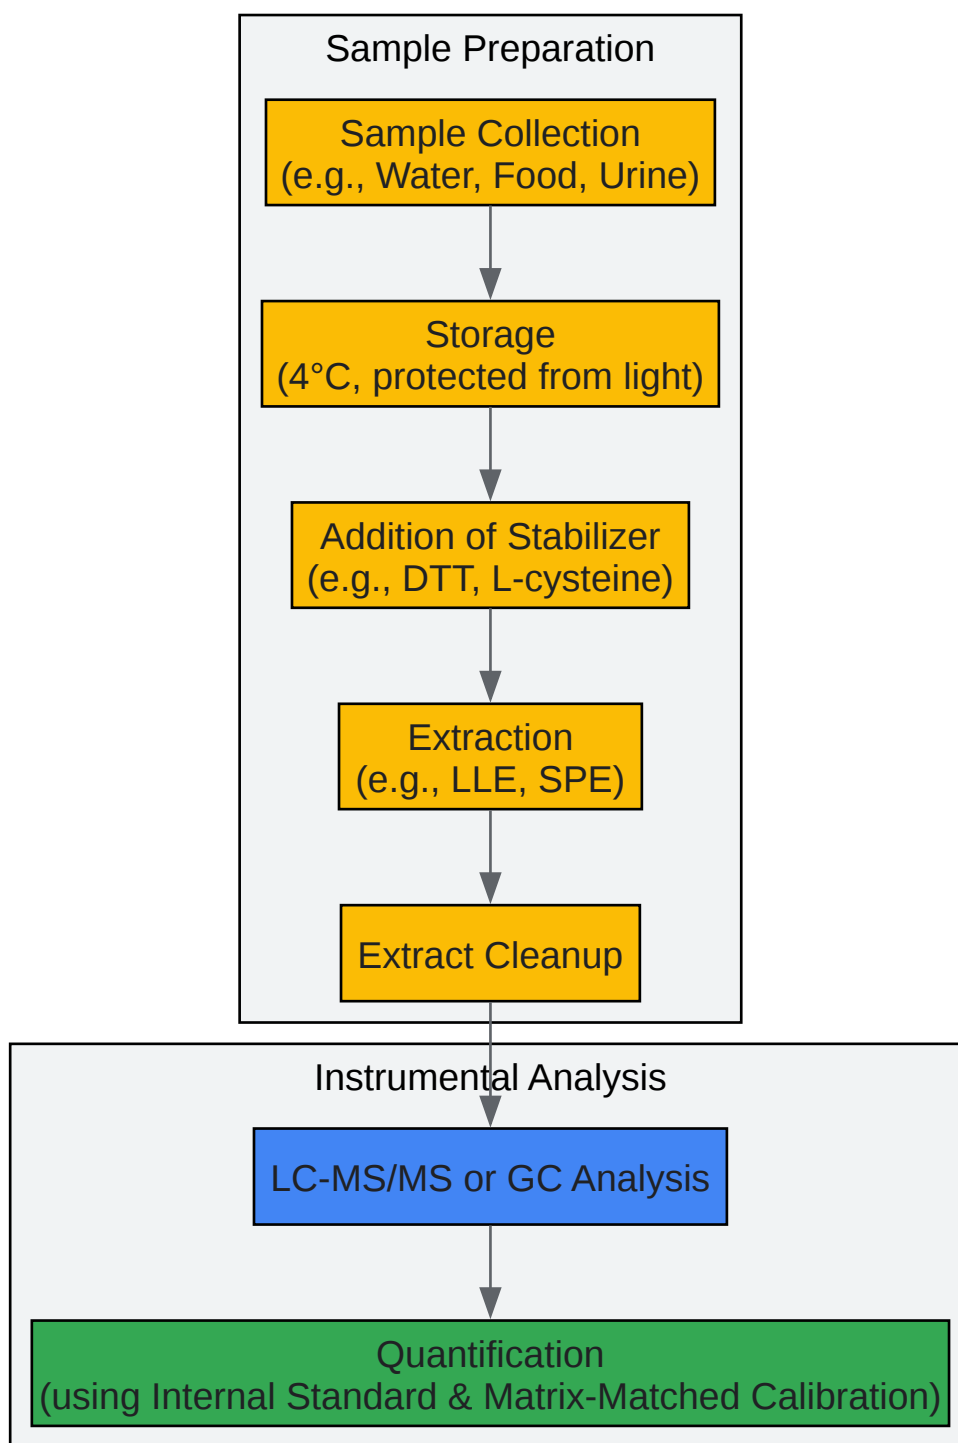 Sample Preparation
Sample Collection
(e.g., Water, Food, Urine)
Storage
(4°C, protected from light)
Addition of Stabilizer
(e.g., DTT, L-cysteine)
Extraction
(e.g., LLE, SPE)
Extract Cleanup
Instrumental Analysis
LC-MS/MS or GC Analysis
Quantification
(using Internal Standard & Matrix-Matched Calibration)